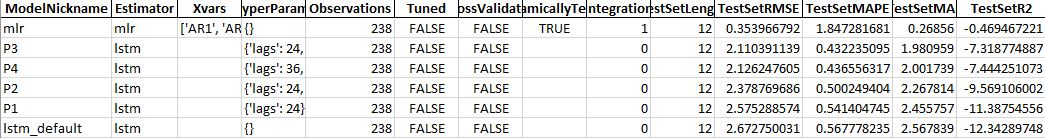 ModelNickname Estimator Xvars yperParam Observations Tuned ossValidat amicallyTe ntegration estSetLeng TestSetRMSE TestSetMAPE estSetMA TestSetR2
mlr mlr ['AR1', 'AR {} 238 FALSE FALSE TRUE 1 12 0.353966792 1.847281681 0.26856 -0.469467221
P3 lstm {'lags': 24, 238 FALSE FALSE 0 12 2.110391139 0.432235095 1.980959 -7.318774887
P4 lstm {'lags': 36, 238 FALSE FALSE 0 12 2.126247605 0.436556317 2.001739 -7.444251073
P2 lstm {'lags': 24, 238 FALSE FALSE 0 12 2.378769686 0.500249404 2.267814 -9.569106002
P1 lstm {'lags': 24} 238 FALSE FALSE 0 12 2.575288574 0.541404745 2.455757 -11.38754556
lstm_default lstm {} 238 FALSE FALSE 0 12 2.672750031 0.567778235 2.567839 -12.34289748